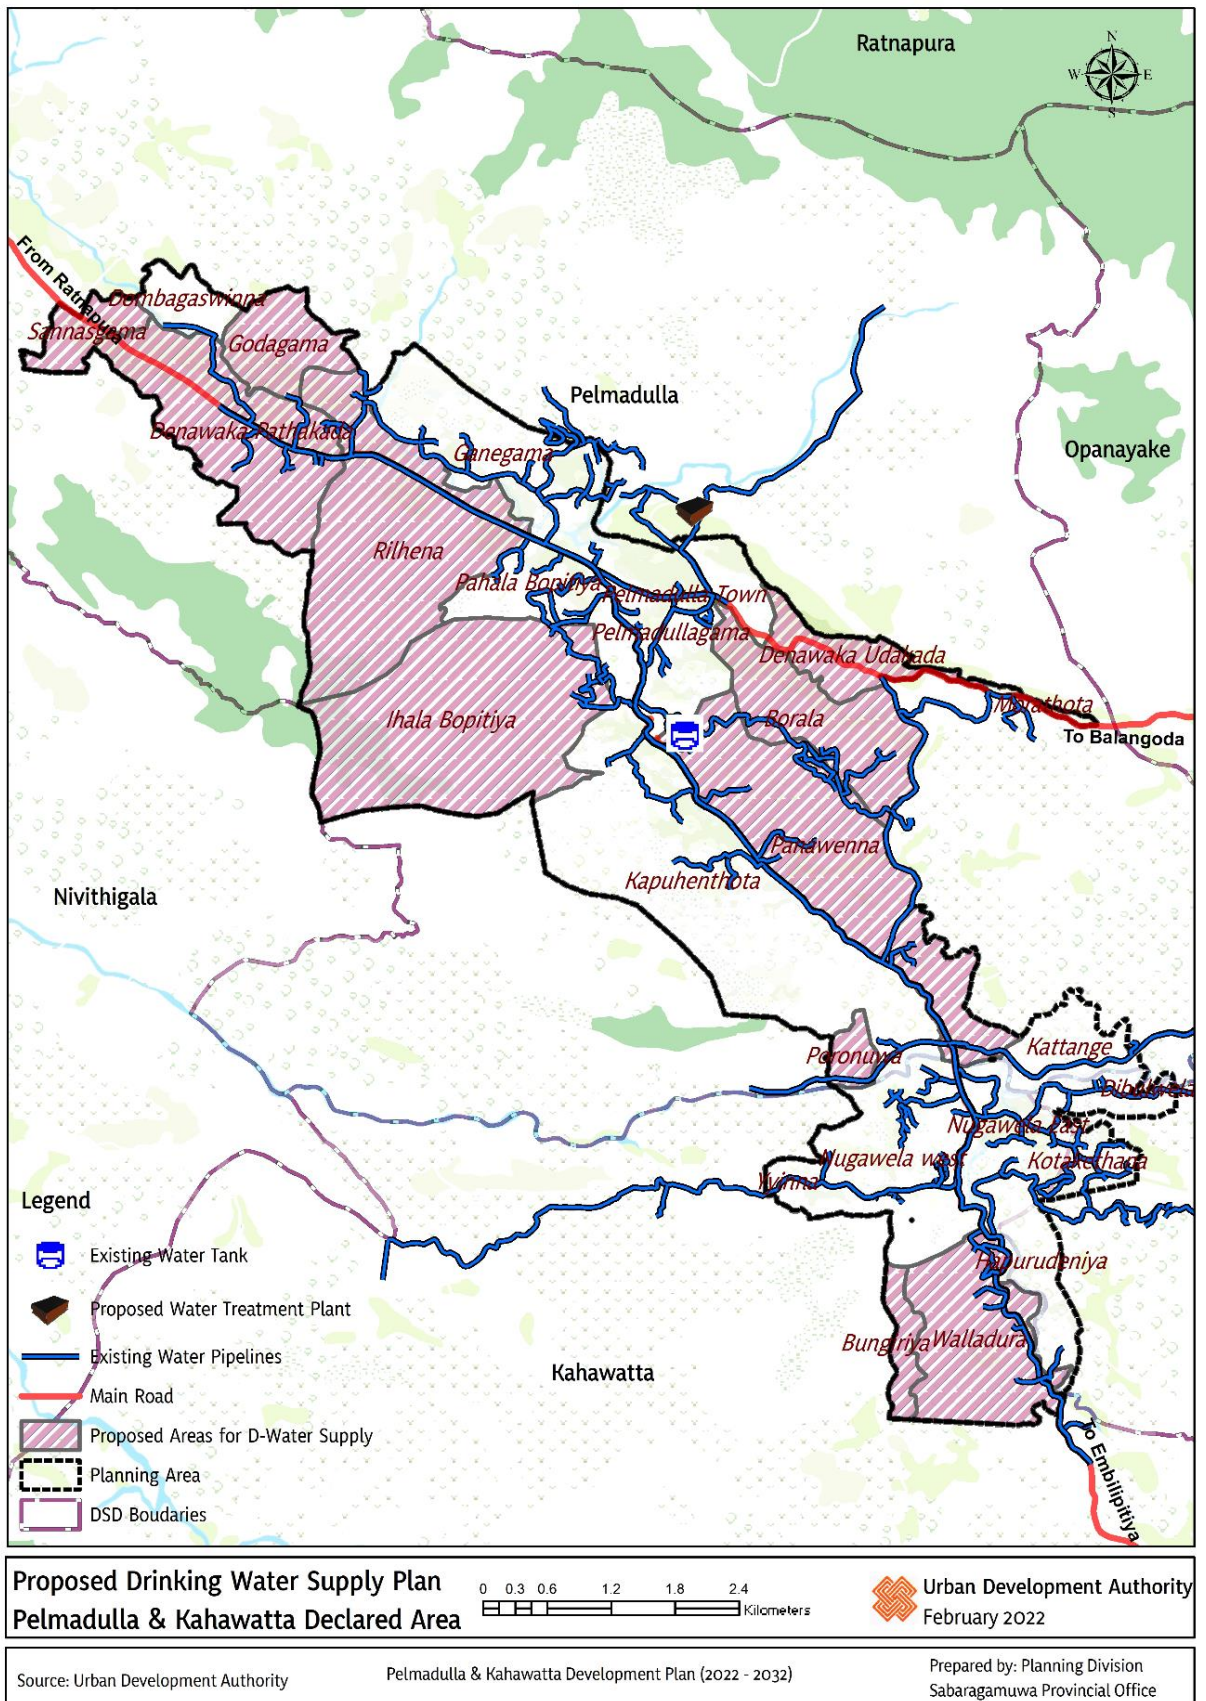 Ratnapura
N
W
E
S
From Ratnapura
Dombagaswinna
Sannasgama
Godagama
Pelmadulla
Denawaka Pathakada
Ganegama
Opanayake
Rilhena
Pahala Bopitiya
Pelmadulla Town
Pelmadullagama
Denawaka Udakada
Ihala Bopitiya
Borala
Morathota
To Balangoda
Panawenna
Kapuhenthota
Nivithigala
Poronuwa
Kattange
Nugawela East
Nugawela west
Kotakethana
Yvinna
Legend
Existing Water Tank
Hapurudeniya
Proposed Water Treatment Plant
Bungiriya
Walladura
Existing Water Pipelines
Kahawatta
Main Road
Proposed Areas for D-Water Supply
Planning Area
DSD Boudaries
To Embilipitiya
Proposed Drinking Water Supply Plan
Pelmadulla & Kahawatta Declared Area
0 0.3 0.6 1.2 1.8 2.4
Kilometers
Urban Development Authority
February 2022
Source: Urban Development Authority
Pelmadulla & Kahawatta Development Plan (2022 - 2032)
Prepared by: Planning Division
Sabaragamuwa Provincial Office